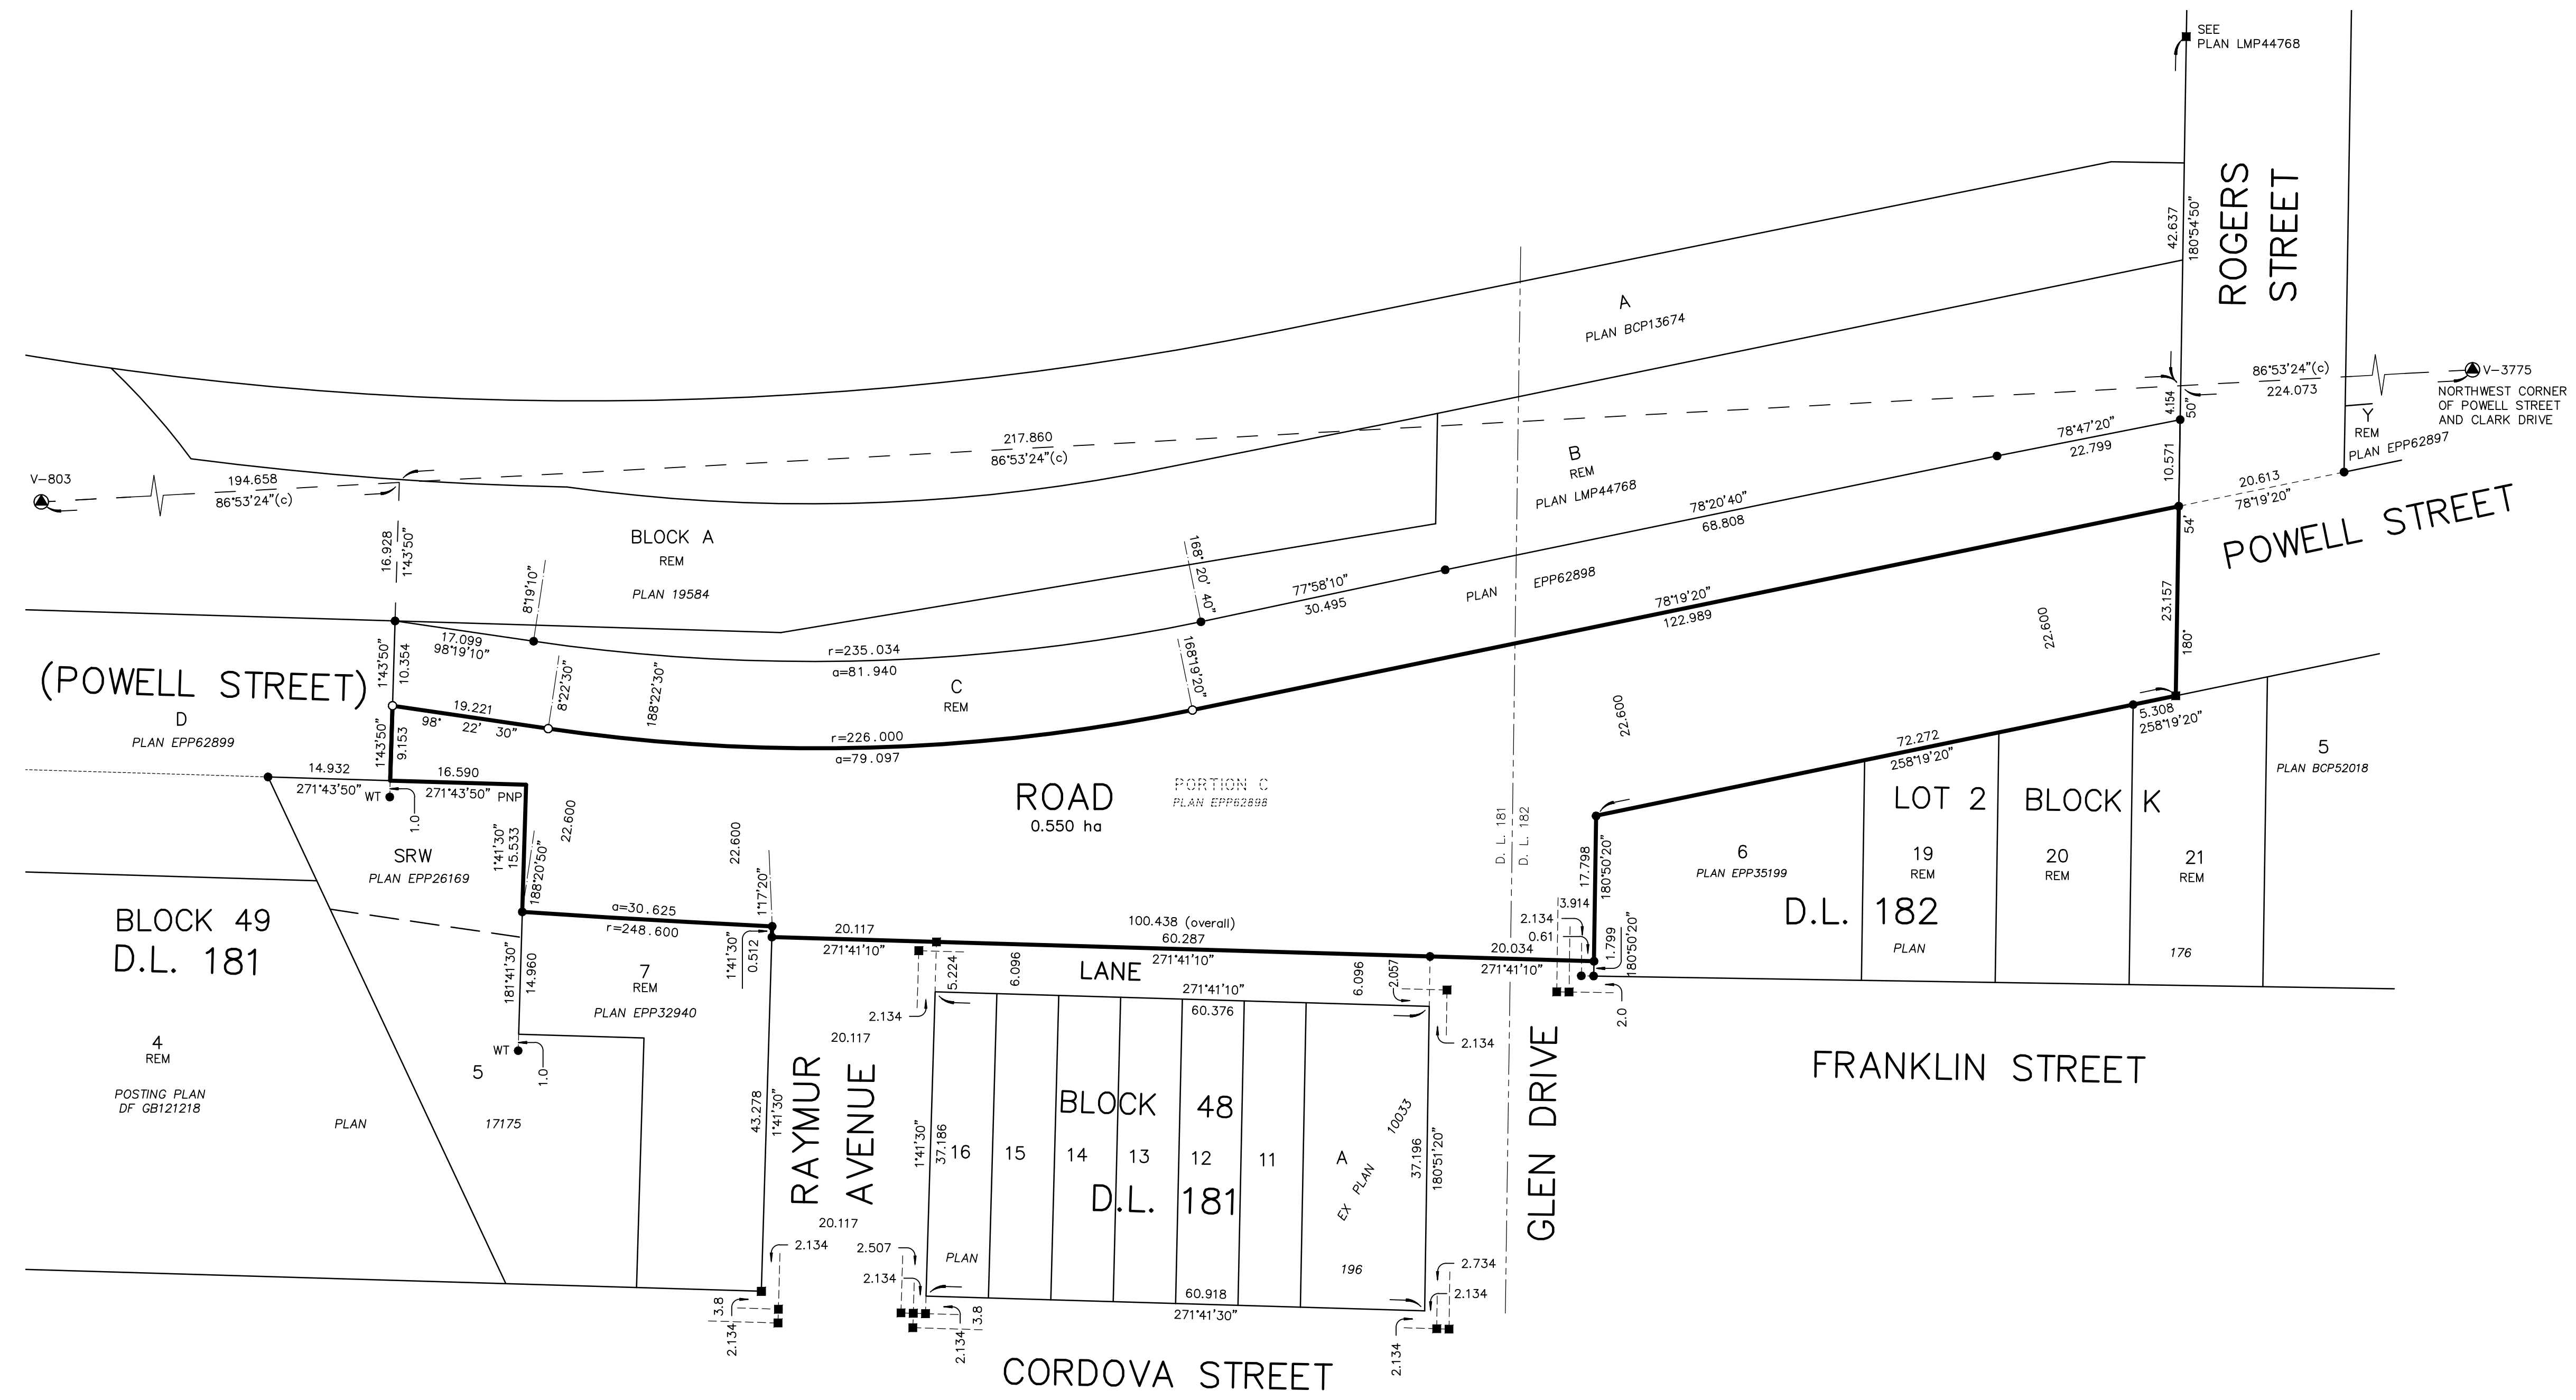 SEE
PLAN LMP44768
ROGERS
STREET
42.637
180°54'50"
A
PLAN BCP13674
86°53'24"(c)
224.073
V-3775
NORTHWEST CORNER
OF POWELL STREET
AND CLARK DRIVE
Y
REM
PLAN EPP62897
4.154
50"
10.571
54'
23.157
180°
20.613
78°19'20"
POWELL STREET
217.860
86°53'24"(c)
B
REM
PLAN LMP44768
78°47'20"
22.799
78°20'40"
68.808
V-803
194.658
86°53'24"(c)
16.928
1°43'50"
BLOCK A
REM
PLAN 19584
8°19'10"
168° 20' 40"
77°58'10"
30.495
PLAN EPP62898
78°19'20"
122.989
22.600
22.600
17.099
98°19'10"
r=235.034
a=81.940
168°19'20"
1°43'50"
10.354
(POWELL STREET)
D
PLAN EPP62899
19.221
98° 22' 30"
8°22'30"
188°22'30"
C
REM
r=226.000
a=79.097
1°43'50"
9.153
14.932
271°43'50"
WT
1.0
16.590
271°43'50"
PNP
22.600
22.600
ROAD
0.550 ha
PORTION C
PLAN EPP62898
D. L. 181
D. L. 182
5.308
258°19'20"
72.272
258°19'20"
5
PLAN BCP52018
LOT 2 BLOCK K
6
PLAN EPP35199
19
REM
20
REM
21
REM
D.L. 182
PLAN
176
17.798
180°50'20"
SRW
PLAN EPP26169
1°41'30"
15.533
188°20'50"
1°17'20"
a=30.625
r=248.600
1°41'30"
0.512
20.117
271°41'10"
100.438 (overall)
60.287
271°41'10"
20.034
271°41'10"
3.914
2.134
0.61
1.799
180°50'20"
2.0
BLOCK 49
D.L. 181
181°41'30"
14.960
7
REM
PLAN EPP32940
LANE
5.224
6.096
6.096
2.057
271°41'10"
60.376
2.134
2.134
20.117
WT
1.0
4
REM
POSTING PLAN
DF GB121218
5
PLAN
17175
43.278
1°41'30"
RAYMUR
AVENUE
1°41'30"
37.186
BLOCK 48
16
15
14
13
12
11
A
D.L. 181
EX PLAN
10033
37.196
180°51'20"
GLEN DRIVE
FRANKLIN STREET
20.117
2.134
2.507
2.134
PLAN
196
2.734
2.134
60.918
271°41'30"
3.8
2.134
3.8
2.134
2.134
CORDOVA STREET